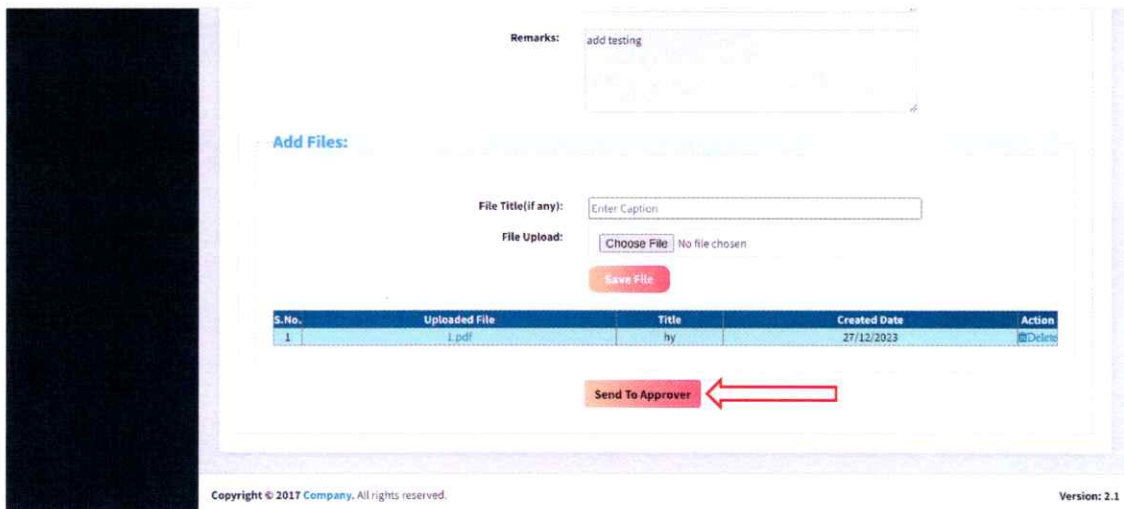 Remarks: add testing
Add Files:
File Title(if any): Enter Caption
File Upload: Choose File No file chosen
Save File
S.No. Uploaded File Title Created Date Action
1 1.pdf hy 27/12/2023 Delete
Send To Approver
Copyright © 2017 Company. All rights reserved. Version: 2.1